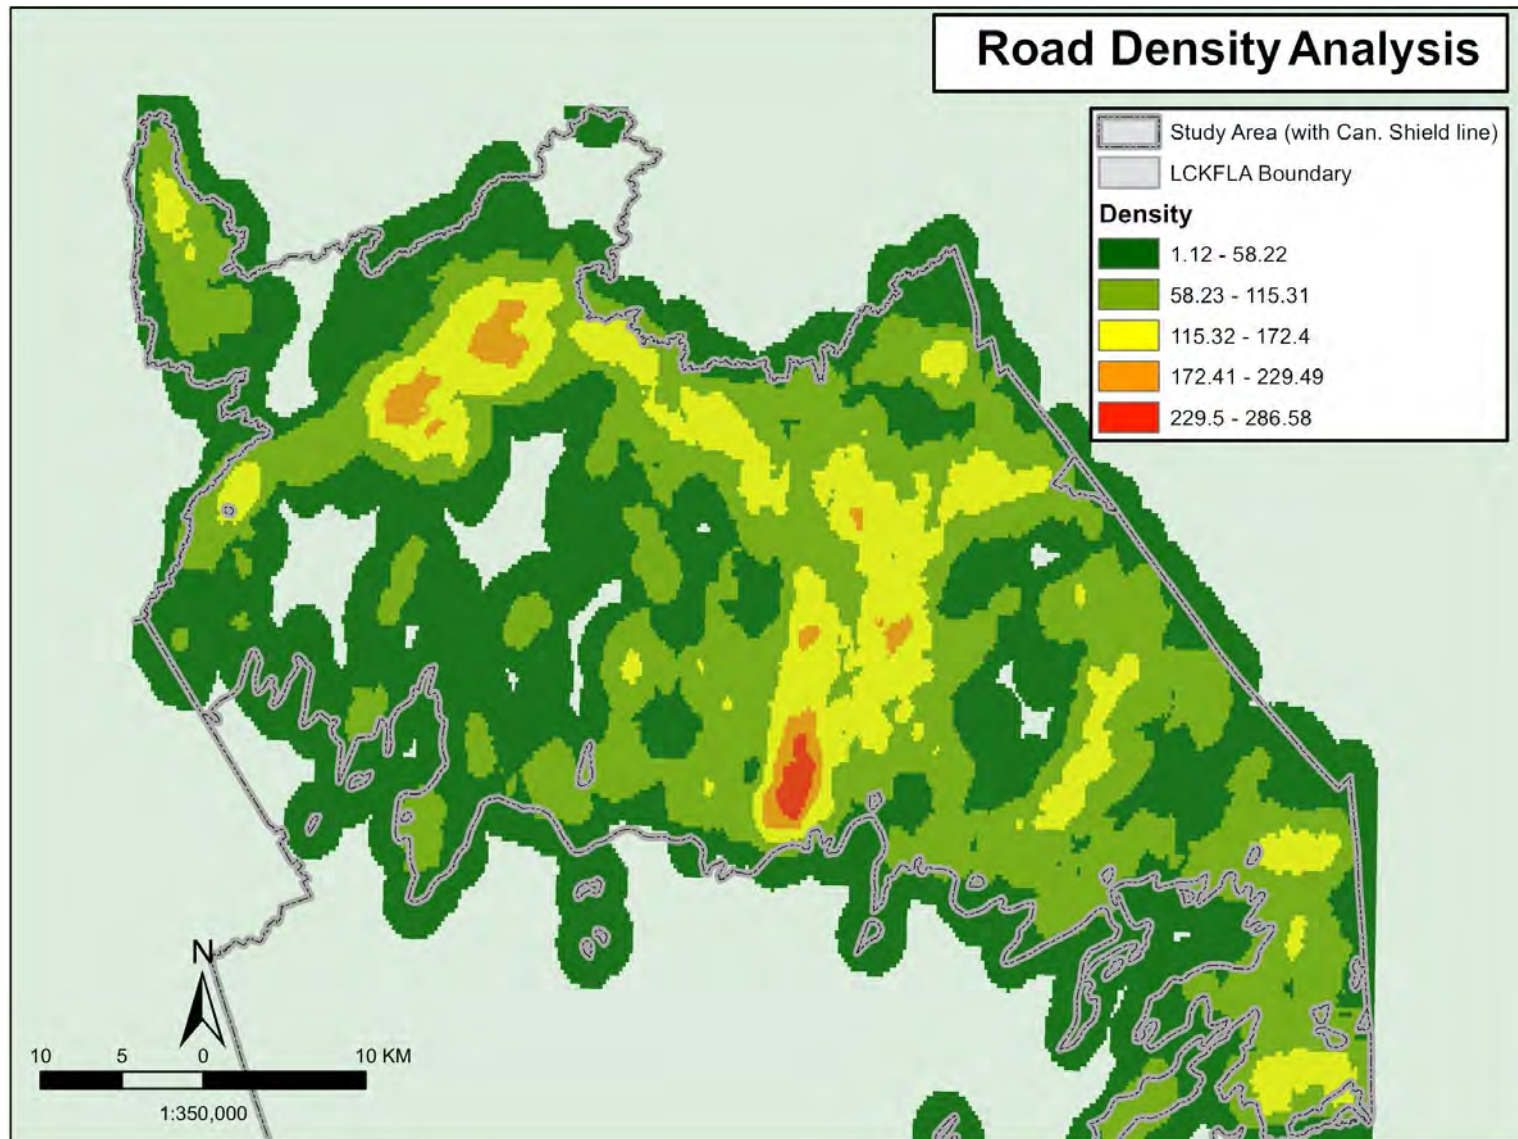 Road Density Analysis
Study Area (with Can. Shield line)
LCKFLA Boundary
Density
1.12 - 58.22
58.23 - 115.31
115.32 - 172.4
172.41 - 229.49
229.5 - 286.58
N
10 5 0 10 KM
1:350,000